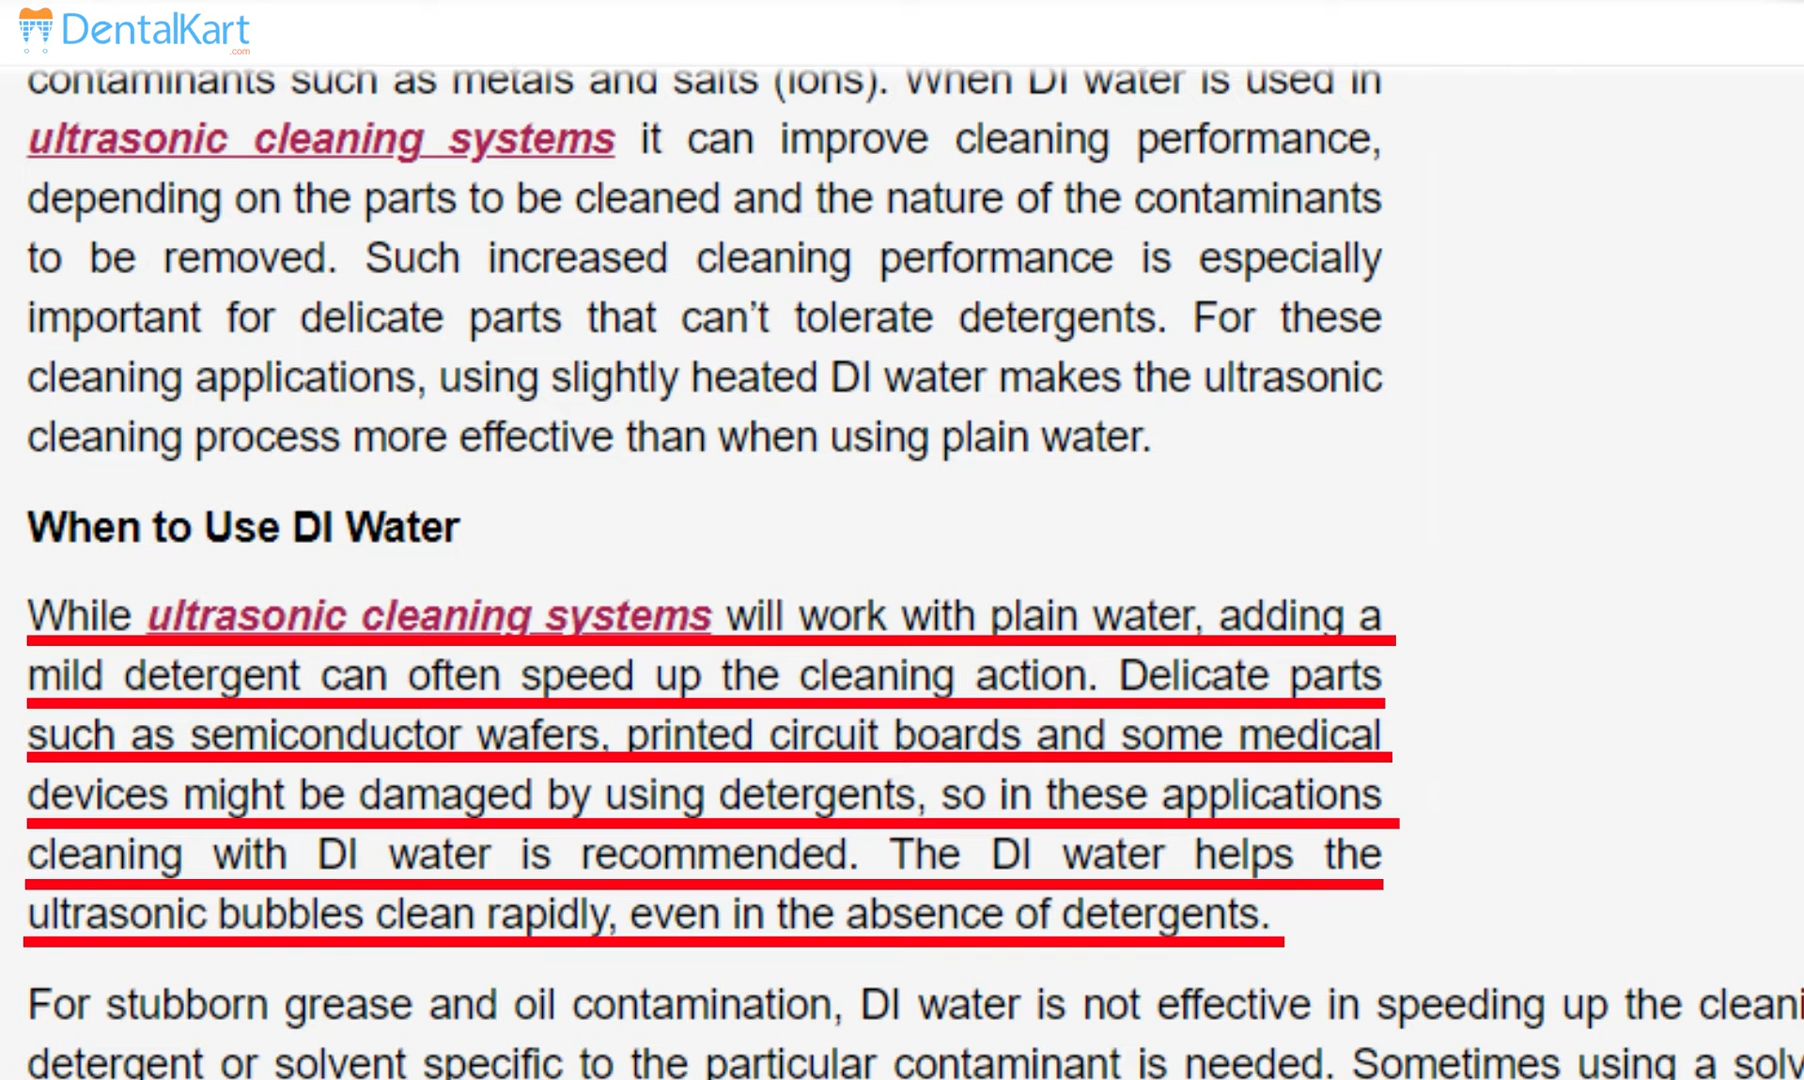 DentalKart
.com
contaminants such as metals and salts (ions). When DI water is used in
ultrasonic cleaning systems it can improve cleaning performance,
depending on the parts to be cleaned and the nature of the contaminants
to be removed. Such increased cleaning performance is especially
important for delicate parts that can’t tolerate detergents. For these
cleaning applications, using slightly heated DI water makes the ultrasonic
cleaning process more effective than when using plain water.
When to Use DI Water
While ultrasonic cleaning systems will work with plain water, adding a
mild detergent can often speed up the cleaning action. Delicate parts
such as semiconductor wafers, printed circuit boards and some medical
devices might be damaged by using detergents, so in these applications
cleaning with DI water is recommended. The DI water helps the
ultrasonic bubbles clean rapidly, even in the absence of detergents.
For stubborn grease and oil contamination, DI water is not effective in speeding up the cleani
detergent or solvent specific to the particular contaminant is needed. Sometimes using a solv